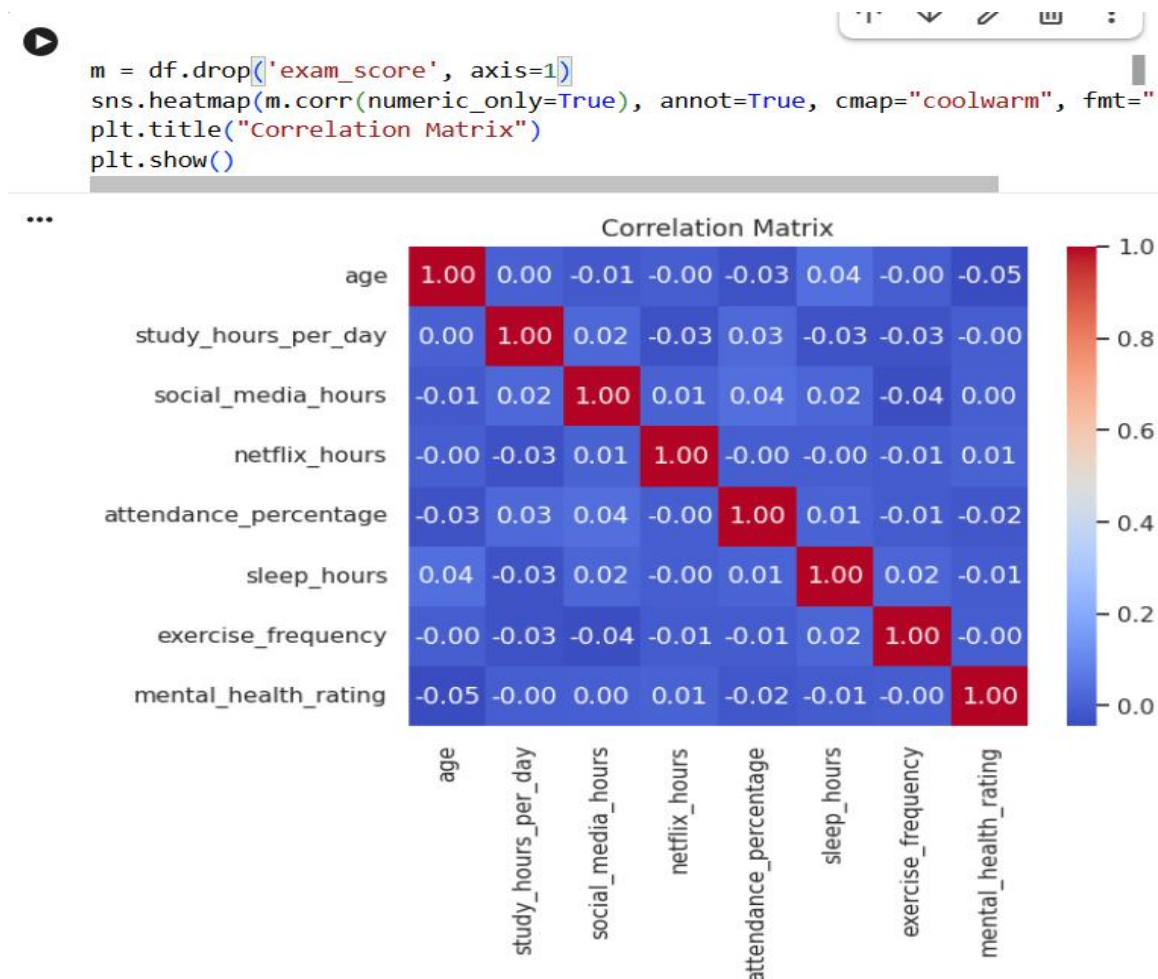 m = df.drop('exam_score', axis=1)
sns.heatmap(m.corr(numeric_only=True), annot=True, cmap="coolwarm", fmt="
plt.title("Correlation Matrix")
plt.show()
Correlation Matrix
age 1.00 0.00 -0.01 -0.00 -0.03 0.04 -0.00 -0.05
study_hours_per_day 0.00 1.00 0.02 -0.03 0.03 -0.03 -0.03 -0.00
social_media_hours -0.01 0.02 1.00 0.01 0.04 0.02 -0.04 0.00
netflix_hours -0.00 -0.03 0.01 1.00 -0.00 -0.00 -0.01 0.01
attendance_percentage -0.03 0.03 0.04 -0.00 1.00 0.01 -0.01 -0.02
sleep_hours 0.04 -0.03 0.02 -0.00 0.01 1.00 0.02 -0.01
exercise_frequency -0.00 -0.03 -0.04 -0.01 -0.01 0.02 1.00 -0.00
mental_health_rating -0.05 -0.00 0.00 0.01 -0.02 -0.01 -0.00 1.00
age
study_hours_per_day
social_media_hours
netflix_hours
attendance_percentage
sleep_hours
exercise_frequency
mental_health_rating
1.0
0.8
0.6
0.4
0.2
0.0